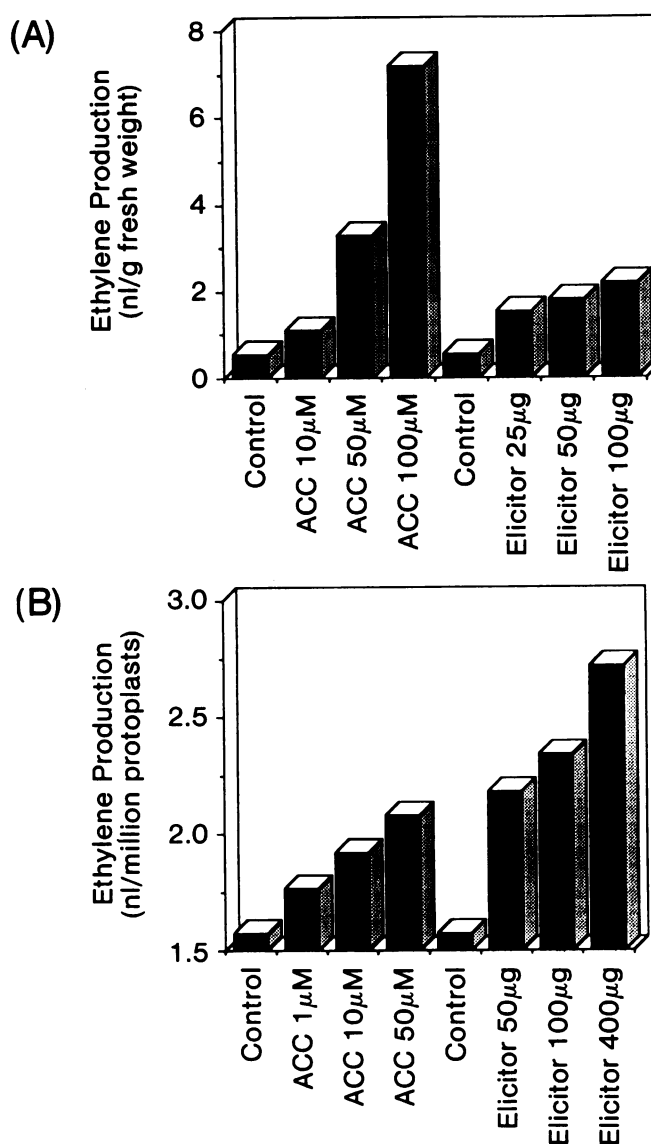 (A)
Ethylene Production
(nl/g fresh weight)
8
6
4
2
0
Control
ACC 10μM
ACC 50μM
ACC 100μM
Control
Elicitor 25μg
Elicitor 50μg
Elicitor 100μg
(B)
Ethylene Production
(nl/million protoplasts)
3.0
2.5
2.0
1.5
Control
ACC 1μM
ACC 10μM
ACC 50μM
Control
Elicitor 50μg
Elicitor 100μg
Elicitor 400μg